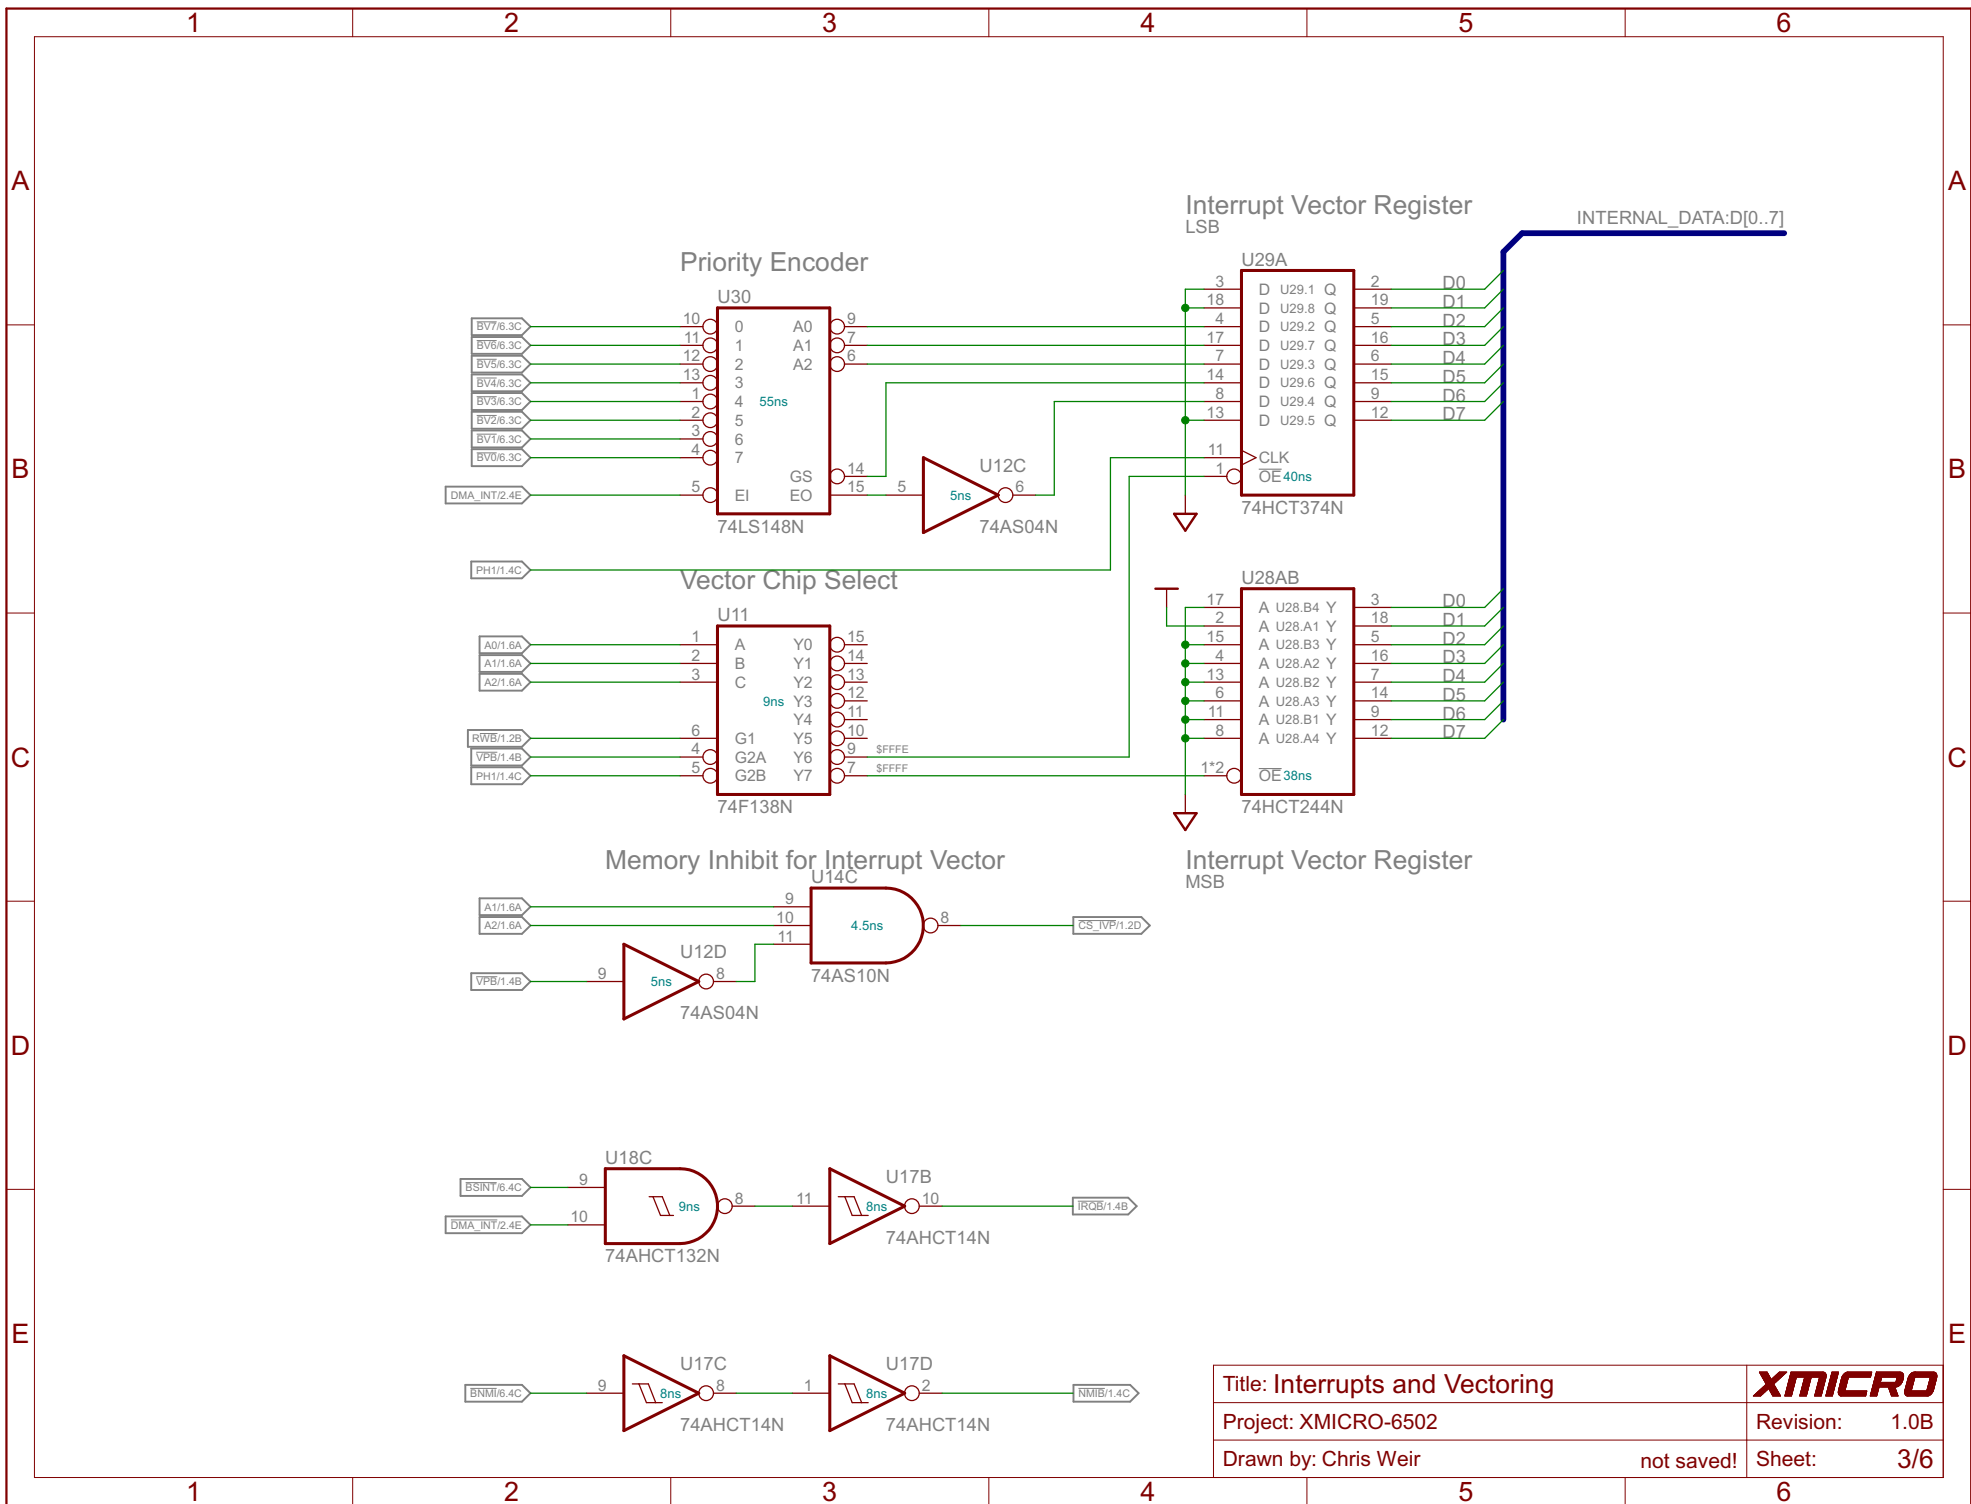 1 2 3 4 5 6
A A
B B
C C
D D
E E
Interrupt Vector Register
LSB
INTERNAL_DATA:D[0..7]
Priority Encoder
U30
BV7/6.3C 10 0 A0 9
BV6/6.3C 11 1 A1 7
BV5/6.3C 12 2 A2 6
BV4/6.3C 13 3
BV3/6.3C 1 4 55ns
BV2/6.3C 2 5
BV1/6.3C 3 6
BV0/6.3C 4 7
GS 14
DMA_INT/2.4E 5 EI EO 15
74LS148N
5 5ns 6
U12C
74AS04N
U29A
3 D U29.1 Q 2 D0
18 D U29.8 Q 19 D1
4 D U29.2 Q 5 D2
17 D U29.7 Q 16 D3
7 D U29.3 Q 6 D4
14 D U29.6 Q 15 D5
8 D U29.4 Q 9 D6
13 D U29.5 Q 12 D7
11 CLK
1 OE 40ns
74HCT374N
PH1/1.4C
Vector Chip Select
U11
A0/1.6A 1 A Y0 15
A1/1.6A 2 B Y1 14
A2/1.6A 3 C Y2 13
9ns Y3 12
Y4 11
RWB/1.2B 6 G1 Y5 10
VPB/1.4B 4 G2A Y6 9 $FFFE
PH1/1.4C 5 G2B Y7 7 $FFFF
74F138N
U28AB
17 A U28.B4 Y 3 D0
2 A U28.A1 Y 18 D1
15 A U28.B3 Y 5 D2
4 A U28.A2 Y 16 D3
13 A U28.B2 Y 7 D4
6 A U28.A3 Y 14 D5
11 A U28.B1 Y 9 D6
8 A U28.A4 Y 12 D7
1*2 OE 38ns
74HCT244N
Interrupt Vector Register
MSB
Memory Inhibit for Interrupt Vector
U14C
A1/1.6A 9
A2/1.6A 10 4.5ns 8 CS_IVP/1.2D
11
74AS10N
U12D
VPB/1.4B 9 5ns 8
74AS04N
U18C
BSINT/6.4C 9
9ns 8
DMA_INT/2.4E 10
74AHCT132N
U17B
11 8ns 10 IRQB/1.4B
74AHCT14N
U17C
BNMI/6.4C 9 8ns 8
74AHCT14N
U17D
1 8ns 2 NMIB/1.4C
74AHCT14N
Title: Interrupts and Vectoring
XMICRO
Project: XMICRO-6502
Revision: 1.0B
Drawn by: Chris Weir not saved!
Sheet: 3/6
1 2 3 4 5 6